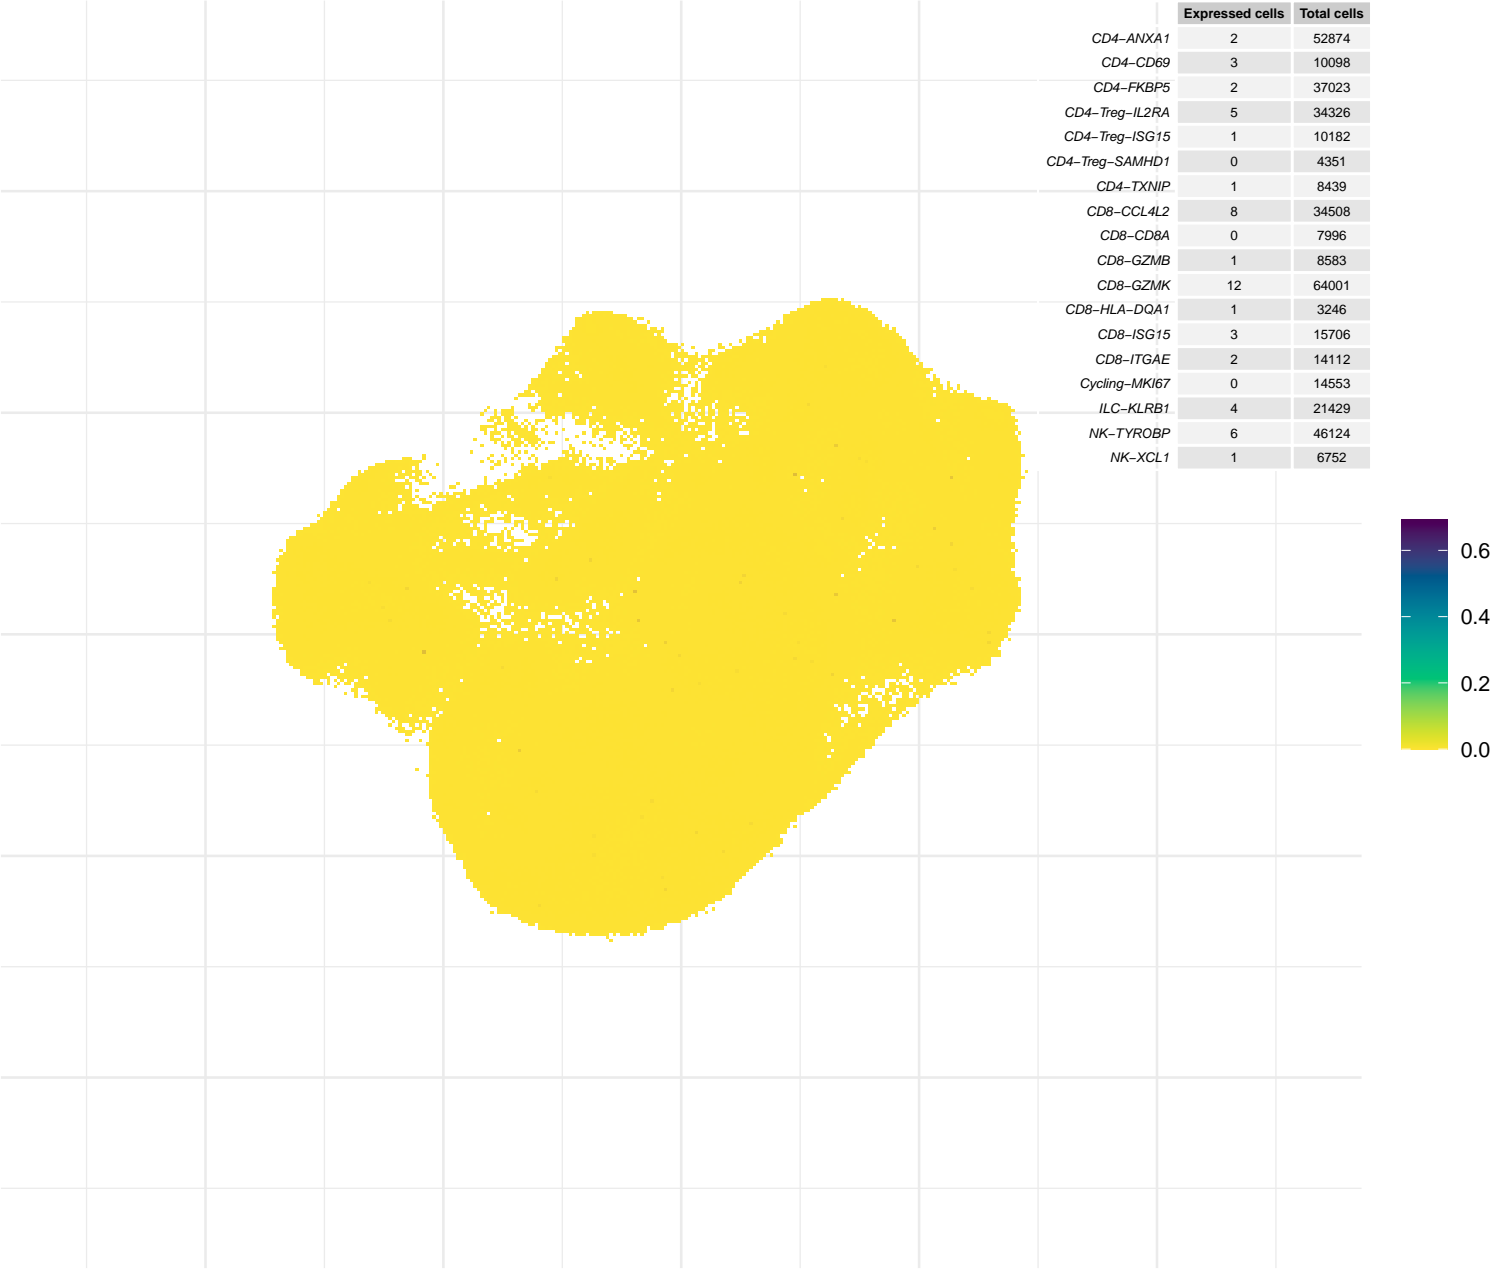 Expressed cells Total cells
CD4−ANXA1 2 52874
CD4−CD69 3 10098
CD4−FKBP5 2 37023
CD4−Treg−IL2RA 5 34326
CD4−Treg−ISG15 1 10182
CD4−Treg−SAMHD1 0 4351
CD4−TXNIP 1 8439
CD8−CCL4L2 8 34508
CD8−CD8A 0 7996
CD8−GZMB 1 8583
CD8−GZMK 12 64001
CD8−HLA−DQA1 1 3246
CD8−ISG15 3 15706
CD8−ITGAE 2 14112
Cycling−MKI67 0 14553
ILC−KLRB1 4 21429
NK−TYROBP 6 46124
NK−XCL1 1 6752
0.6
0.4
0.2
0.0